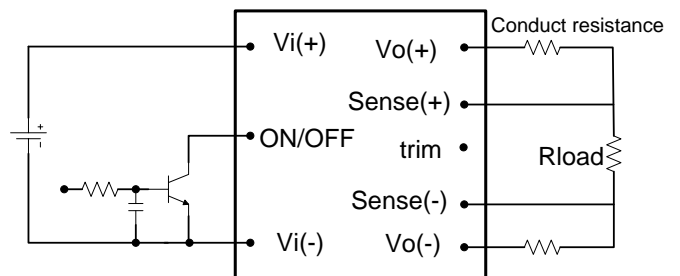 Conduct resistance
Vi(+)
Vo(+)
Sense(+)
+
-
ON/OFF
trim
Rload
Sense(-)
Vi(-)
Vo(-)